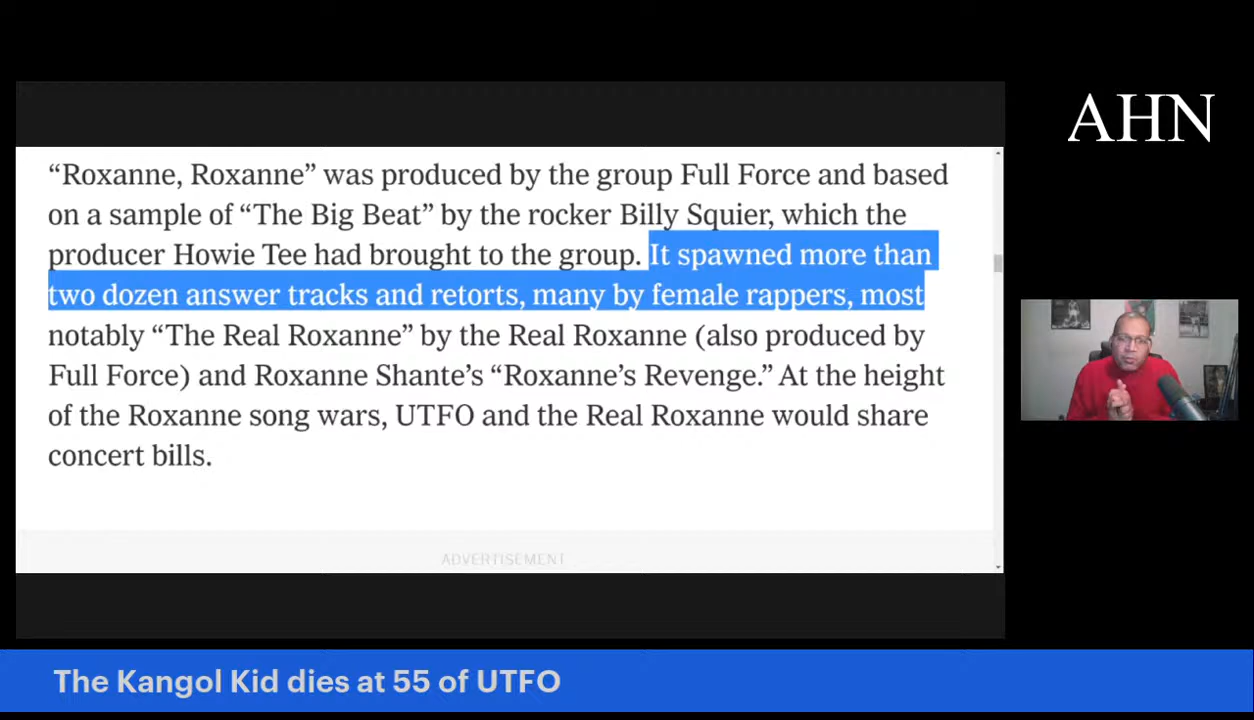 AHN
“Roxanne, Roxanne” was produced by the group Full Force and based
on a sample of “The Big Beat” by the rocker Billy Squier, which the
producer Howie Tee had brought to the group. It spawned more than
two dozen answer tracks and retorts, many by female rappers, most
notably “The Real Roxanne” by the Real Roxanne (also produced by
Full Force) and Roxanne Shante’s “Roxanne’s Revenge.” At the height
of the Roxanne song wars, UTFO and the Real Roxanne would share
concert bills.
ADVERTISEMENT
The Kangol Kid dies at 55 of UTFO